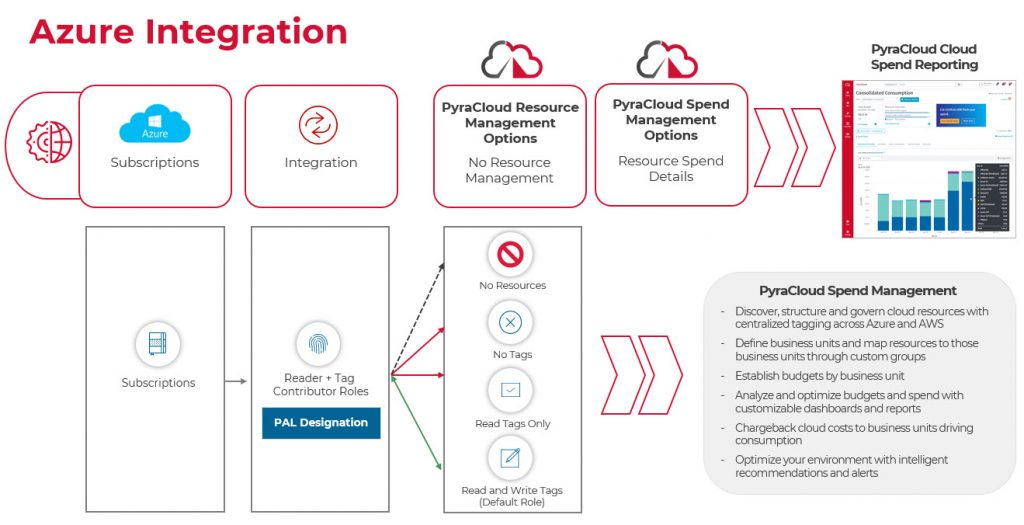 Azure Integration
PyraCloud Cloud
Spend Reporting
Azure
Subscriptions
Integration
PyraCloud Resource
Management
Options
No Resource
Management
PyraCloud Spend
Management
Options
Resource Spend
Details
Consolidated Consumption
Subscriptions
Reader + Tag
Contributor Roles
PAL Designation
No Resources
No Tags
Read Tags Only
Read and Write Tags
(Default Role)
PyraCloud Spend Management
- Discover, structure and govern cloud resources with
centralized tagging across Azure and AWS
- Define business units and map resources to those
business units through custom groups
- Establish budgets by business unit
- Analyze and optimize budgets and spend with
customizable dashboards and reports
- Chargeback cloud costs to business units driving
consumption
- Optimize your environment with intelligent
recommendations and alerts